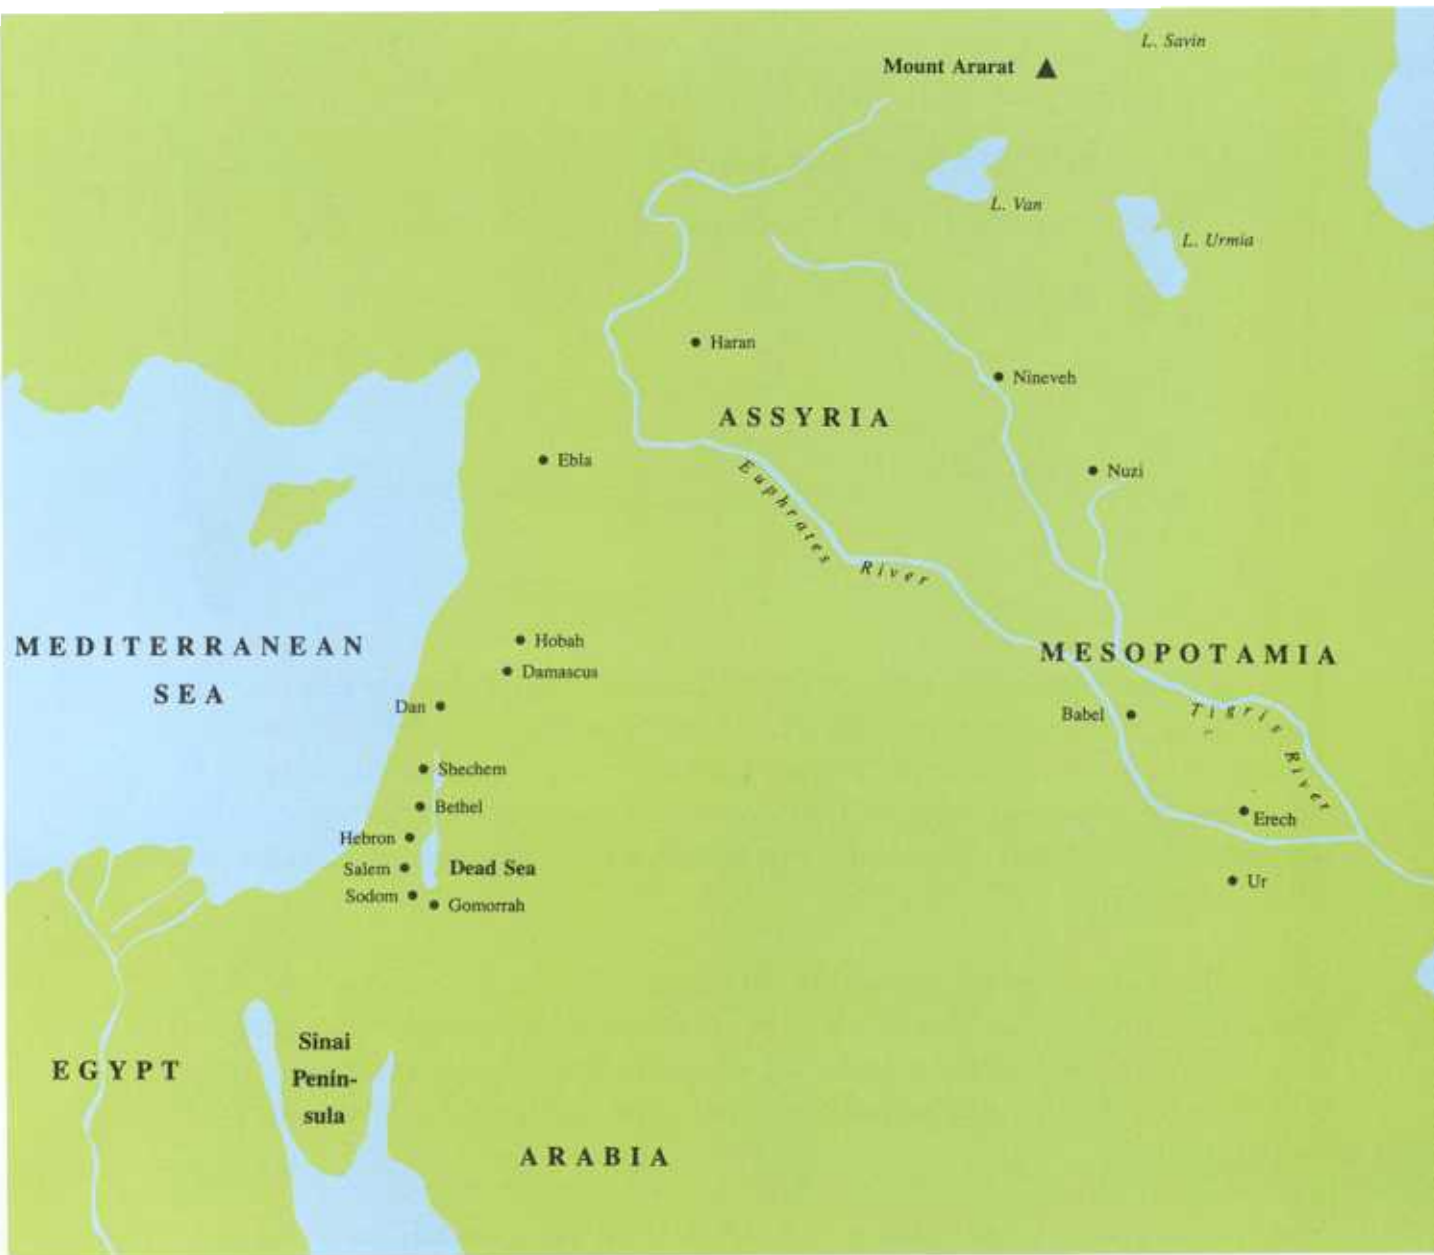 L. Savin
Mount Ararat
L. Van
L. Urmia
Haran
Nineveh
ASSYRIA
Ebla
Nuzi
Euphrates River
Hobah
MEDITERRANEAN
SEA
MESOPOTAMIA
Damascus
Dan
Babel
Tigris River
Shechem
Bethel
Erech
Hebron
Salem
Dead Sea
Ur
Sodom
Gomorrah
Sinai
Penin-
sula
EGYPT
ARABIA